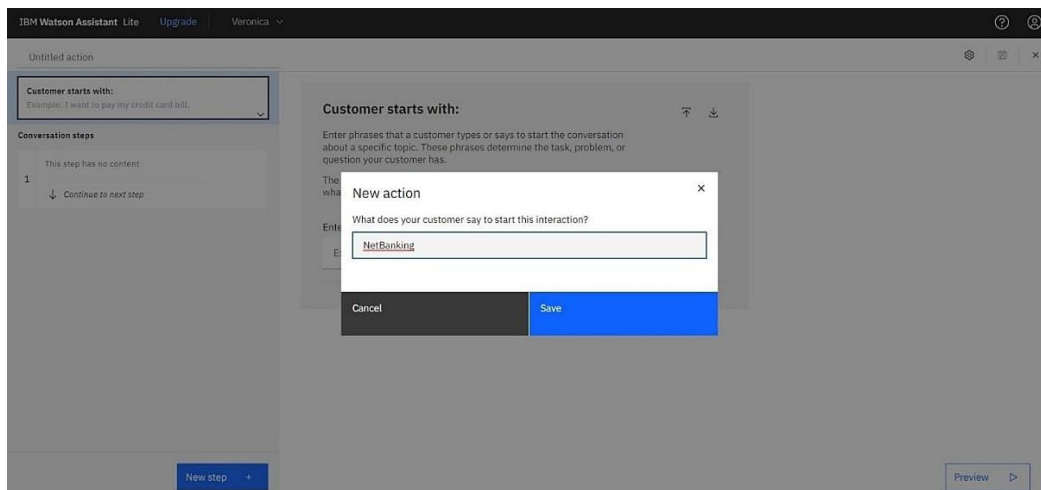 IBM Watson Assistant Lite Upgrade Veronica
Untitled action
Customer starts with:
Example: I want to pay my credit card bill.
Conversation steps
1
This step has no content
Continue to next step
New step +
Customer starts with:
Enter phrases that a customer types or says to start the conversation
about a specific topic. These phrases determine the task, problem, or
question your customer has.
The
New action
What does your customer say to start this interaction?
NetBanking
Cancel
Save
Preview